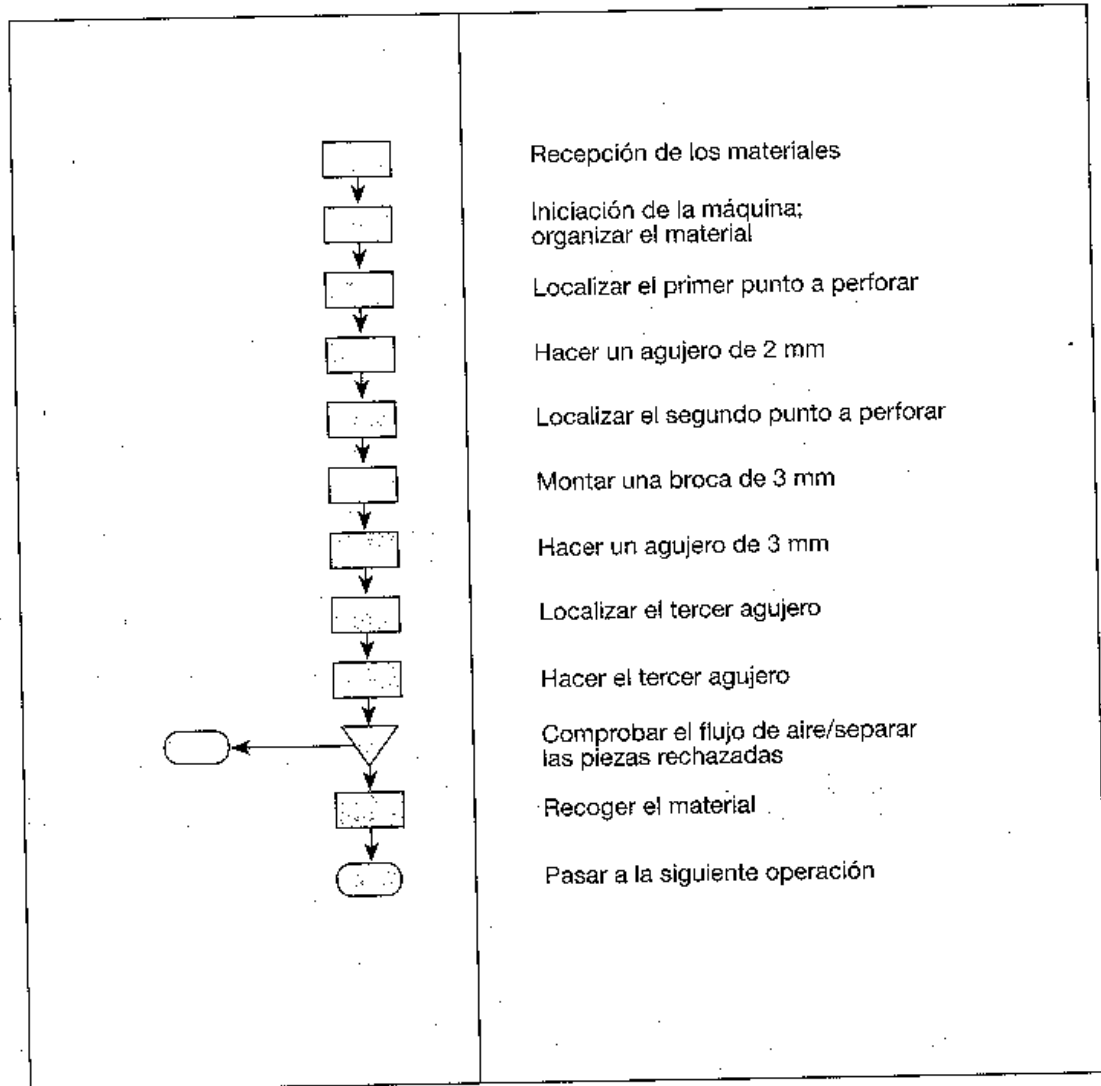 Recepción de los materiales
Iniciación de la máquina;
organizar el material
Localizar el primer punto a perforar
Hacer un agujero de 2 mm
Localizar el segundo punto a perforar
Montar una broca de 3 mm
Hacer un agujero de 3 mm
Localizar el tercer agujero
Hacer el tercer agujero
Comprobar el flujo de aire/separar
las piezas rechazadas
Recoger el material
Pasar a la siguiente operación